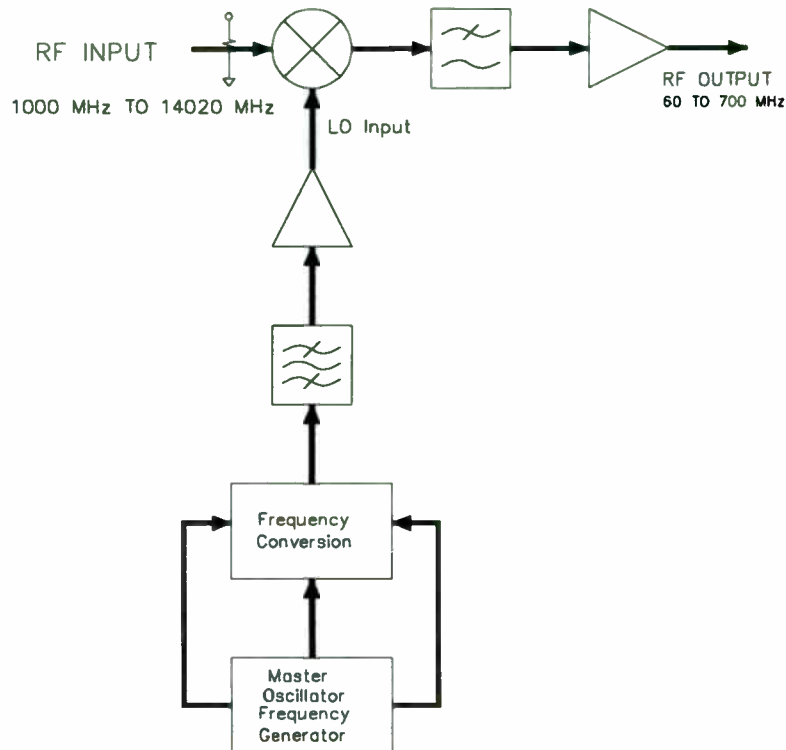 RF INPUT
1000 MHz TO 14020 MHz
RF OUTPUT
60 TO 700 MHz
LO Input
Frequency
Conversion
Master
Oscillator
Frequency
Generator